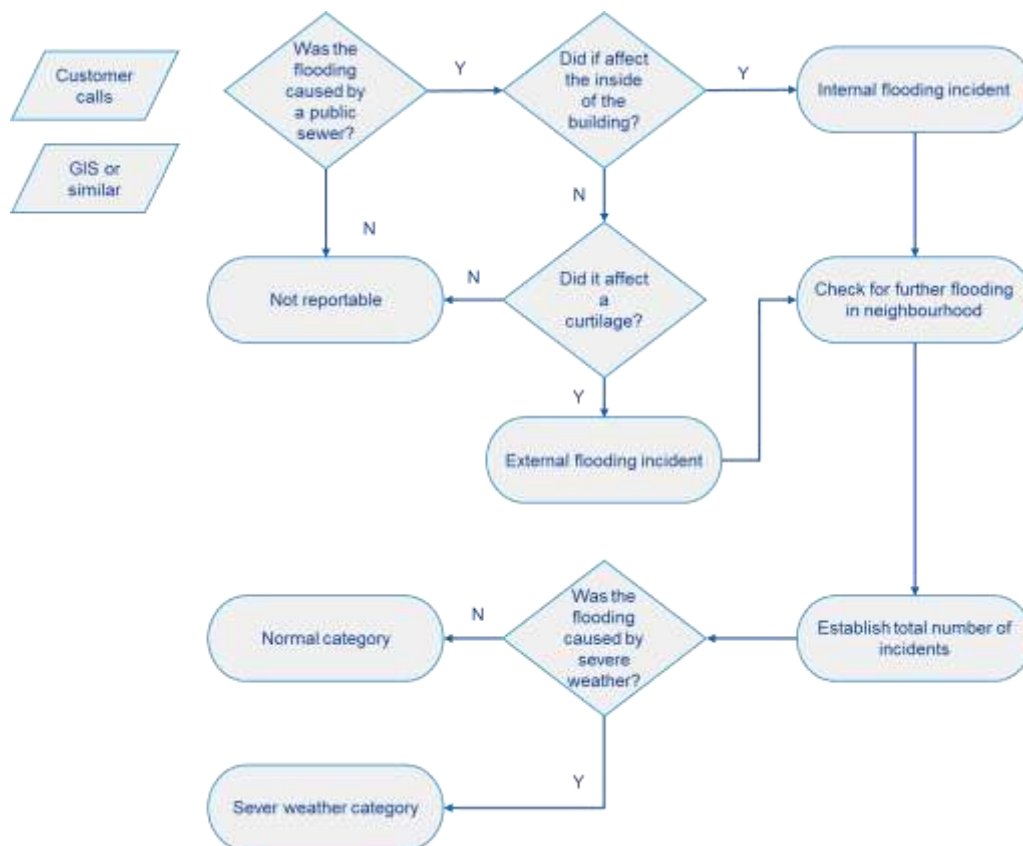 Customer
calls
Was the
flooding
caused by
a public
sewer?
Y
Did if affect
the inside
of the
building?
Y
Internal flooding incident
GIS or
similar
N
N
Not reportable
N
Did it affect
a
curtilage?
Check for further flooding
in neighbourhood
Y
External flooding incident
Normal category
N
Was the
flooding
caused by
severe
weather?
Establish total number of
incidents
Y
Sever weather category